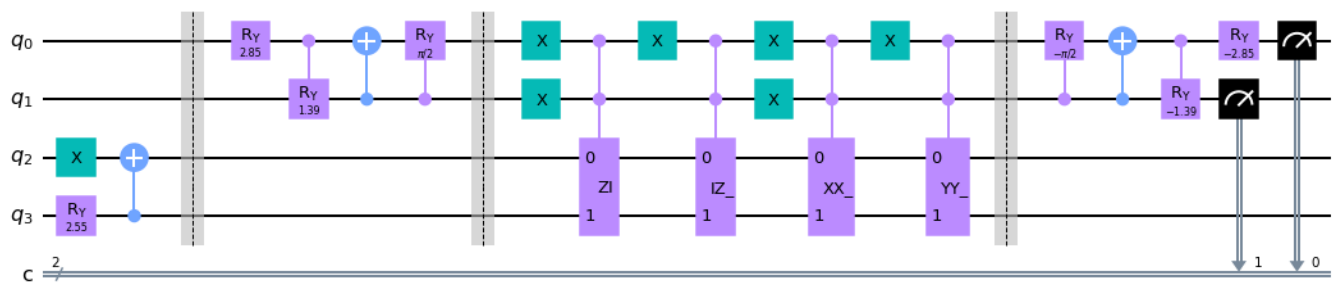 q0 RY 2.85 RY π/2 X X X X RY −π/2 RY −2.85
q1 RY 1.39 X X RY −1.39
q2 X 0 0 0 0
ZI IZ_ XX_ YY_
q3 RY 2.55 1 1 1 1
c 2 1 0